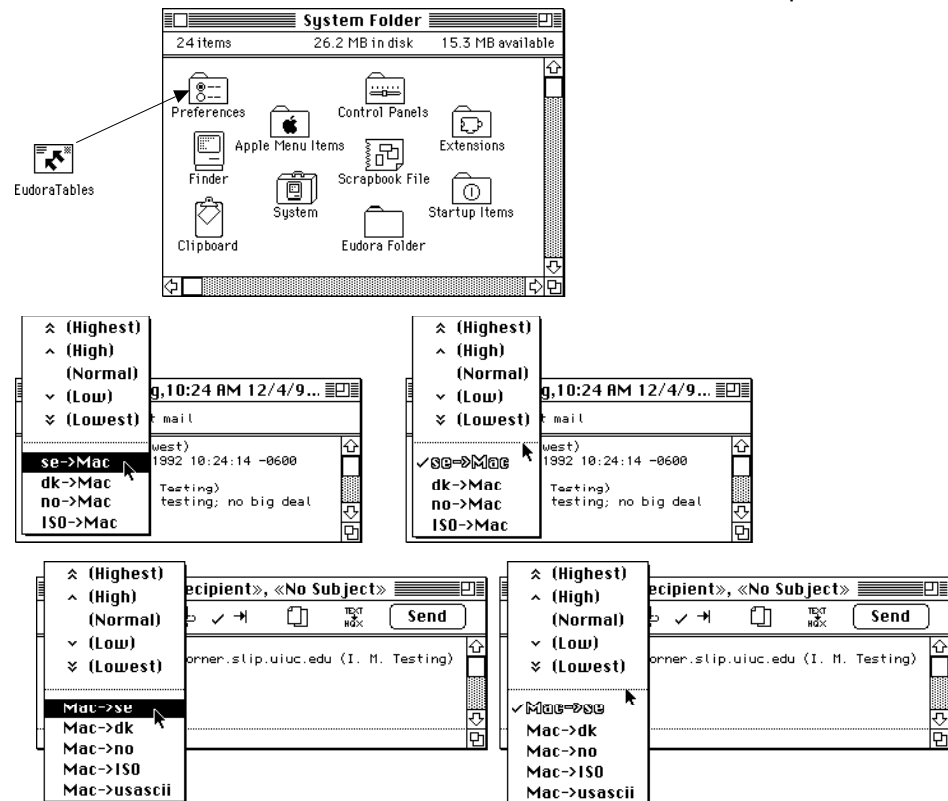 System Folder
24 items 26.2 MB in disk 15.3 MB available
Preferences
Control Panels
Apple Menu Items
Extensions
EudoraTables
Finder
Scrapbook File
System
Startup Items
Clipboard
Eudora Folder
(Highest)
(High)
(Normal)
(Low)
(Lowest)
g,10:24 AM 12/4/9...
t mail
west)
1992 10:24:14 -0600
Testing)
testing; no big deal
se->Mac
dk->Mac
no->Mac
ISO->Mac
(Highest)
(High)
(Normal)
(Low)
(Lowest)
g,10:24 AM 12/4/9...
t mail
west)
1992 10:24:14 -0600
Testing)
testing; no big deal
✓se->Mac
dk->Mac
no->Mac
ISO->Mac
(Highest)
(High)
(Normal)
(Low)
(Lowest)
ecipient», «No Subject»
TEXT
HQX
Send
orner.slip.uiuc.edu (I. M. Testing)
Mac->se
Mac->dk
Mac->no
Mac->ISO
Mac->usascii
(Highest)
(High)
(Normal)
(Low)
(Lowest)
ecipient», «No Subject»
TEXT
HQX
Send
orner.slip.uiuc.edu (I. M. Testing)
✓Mac->se
Mac->dk
Mac->no
Mac->ISO
Mac->usascii